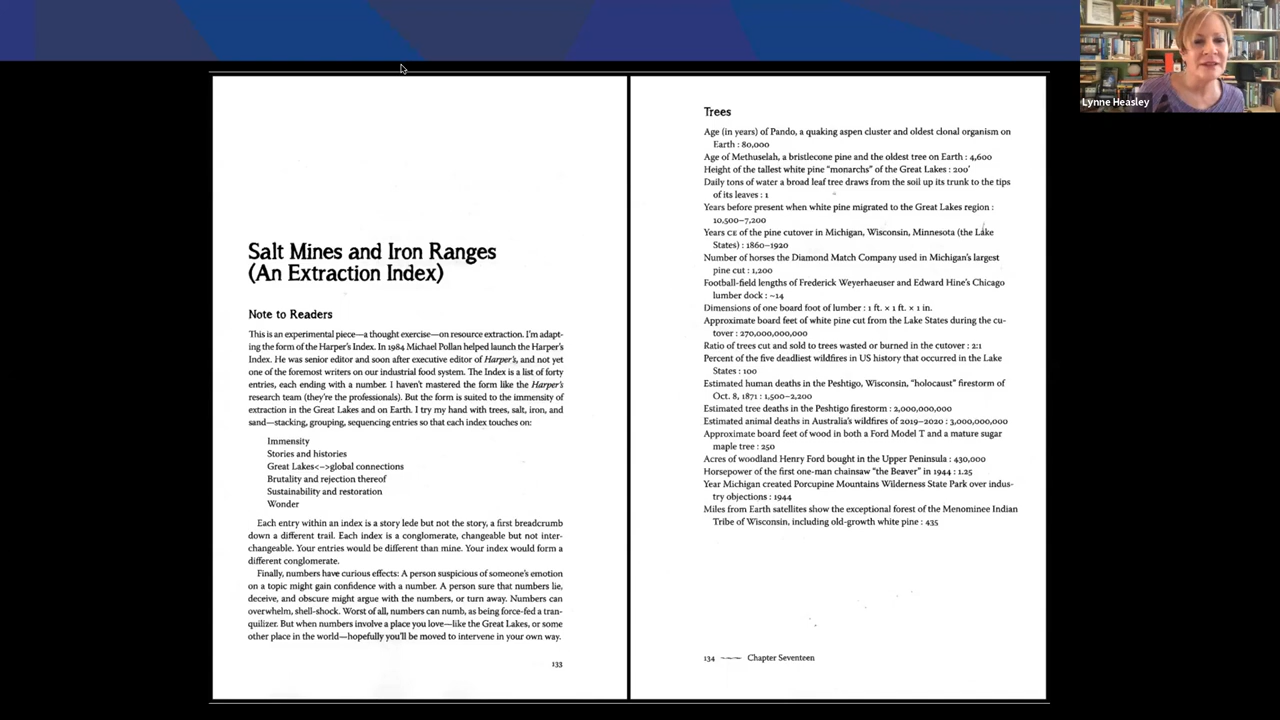 Lynne Heasley
Salt Mines and Iron Ranges
(An Extraction Index)
Note to Readers
This is an experimental piece—a thought exercise—on resource extraction. I'm adapt-
ing the form of the Harper's Index. In 1984 Michael Pollan helped launch the Harper's
Index. He was senior editor and soon after executive editor of Harper's, and not yet
one of the foremost writers on our industrial food system. The Index is a list of forty
entries, each ending with a number. I haven't mastered the form like the Harper's
research team (they're the professionals). But the form is suited to the immensity of
extraction in the Great Lakes and on Earth. I try my hand with trees, salt, iron, and
sand—stacking, grouping, sequencing entries so that each index touches on:
Immensity
Stories and histories
Great Lakes<–>global connections
Brutality and rejection thereof
Sustainability and restoration
Wonder
Each entry within an index is a story lede but not the story, a first breadcrumb
down a different trail. Each index is a conglomerate, changeable but not inter-
changeable. Your entries would be different than mine. Your index would form a
different conglomerate.
Finally, numbers have curious effects: A person suspicious of someone's emotion
on a topic might gain confidence with a number. A person sure that numbers lie,
deceive, and obscure might argue with the numbers, or turn away. Numbers can
overwhelm, shell-shock. Worst of all, numbers can numb, as being force-fed a tran-
quilizer. But when numbers involve a place you love—like the Great Lakes, or some
other place in the world—hopefully you'll be moved to intervene in your own way.
133
Trees
Age (in years) of Pando, a quaking aspen cluster and oldest clonal organism on
Earth : 80,000
Age of Methuselah, a bristlecone pine and the oldest tree on Earth : 4,600
Height of the tallest white pine "monarchs" of the Great Lakes : 200'
Daily tons of water a broad leaf tree draws from the soil up its trunk to the tips
of its leaves : 1
Years before present when white pine migrated to the Great Lakes region :
10,500–7,200
Years CE of the pine cutover in Michigan, Wisconsin, Minnesota (the Lake
States) : 1860–1920
Number of horses the Diamond Match Company used in Michigan's largest
pine cut : 1,200
Football-field lengths of Frederick Weyerhaeuser and Edward Hine's Chicago
lumber dock : ~14
Dimensions of one board foot of lumber : 1 ft. × 1 ft. × 1 in.
Approximate board feet of white pine cut from the Lake States during the cu-
tover : 270,000,000,000
Ratio of trees cut and sold to trees wasted or burned in the cutover : 2:1
Percent of the five deadliest wildfires in US history that occurred in the Lake
States : 100
Estimated human deaths in the Peshtigo, Wisconsin, "holocaust" firestorm of
Oct. 8, 1871 : 1,500–2,200
Estimated tree deaths in the Peshtigo firestorm : 2,000,000,000
Estimated animal deaths in Australia's wildfires of 2019–2020 : 3,000,000,000
Approximate board feet of wood in both a Ford Model T and a mature sugar
maple tree : 250
Acres of woodland Henry Ford bought in the Upper Peninsula : 430,000
Horsepower of the first one-man chainsaw "the Beaver" in 1944 : 1.25
Year Michigan created Porcupine Mountains Wilderness State Park over indus-
try objections : 1944
Miles from Earth satellites show the exceptional forest of the Menominee Indian
Tribe of Wisconsin, including old-growth white pine : 435
134 —— Chapter Seventeen